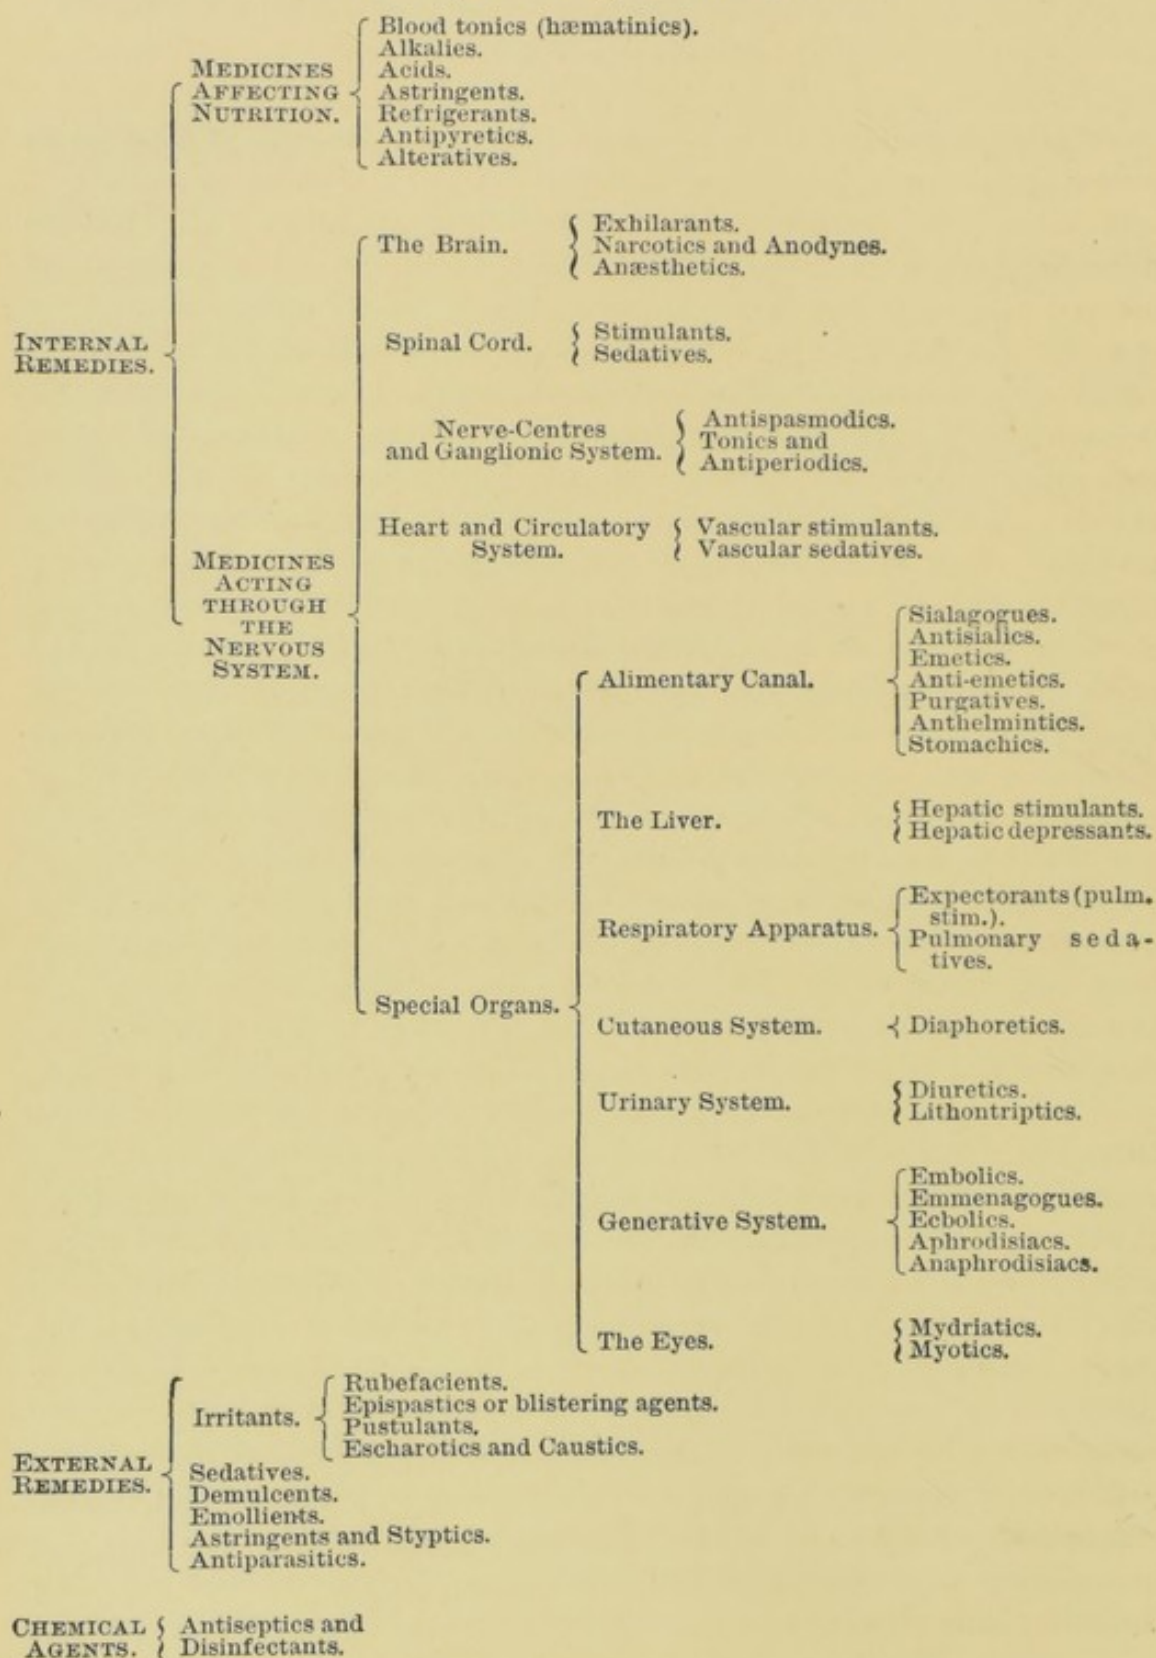 Blood tonics (hæmatinics).
Alkalies.
MEDICINES
Acids.
AFFECTING
Astringents.
NUTRITION.
Refrigerants.
Antipyretics.
Alteratives.
The Brain.
Exhilarants.
Narcotics and Anodynes.
Anæsthetics.
INTERNAL
REMEDIES.
Spinal Cord.
Stimulants.
Sedatives.
Nerve-Centres
and Ganglionic System.
Antispasmodics.
Tonics and
Antiperiodics.
Heart and Circulatory
System.
Vascular stimulants.
Vascular sedatives.
MEDICINES
ACTING
THROUGH
THE
NERVOUS
SYSTEM.
Alimentary Canal.
Sialagogues.
Antisialics.
Emetics.
Anti-emetics.
Purgatives.
Anthelmintics.
Stomachics.
The Liver.
Hepatic stimulants.
Hepatic depressants.
Respiratory Apparatus.
Expectorants (pulm.
stim.).
Pulmonary seda-
tives.
Special Organs.
Cutaneous System.
Diaphoretics.
Urinary System.
Diuretics.
Lithontriptics.
Generative System.
Embolics.
Emmenagogues.
Ecbolics.
Aphrodisiacs.
Anaphrodisiacs.
The Eyes.
Mydriatics.
Myotics.
EXTERNAL
REMEDIES.
Irritants.
Rubefacients.
Epispastics or blistering agents.
Pustulants.
Escharotics and Caustics.
Sedatives.
Demulcents.
Emollients.
Astringents and Styptics.
Antiparasitics.
CHEMICAL
AGENTS.
Antiseptics and
Disinfectants.